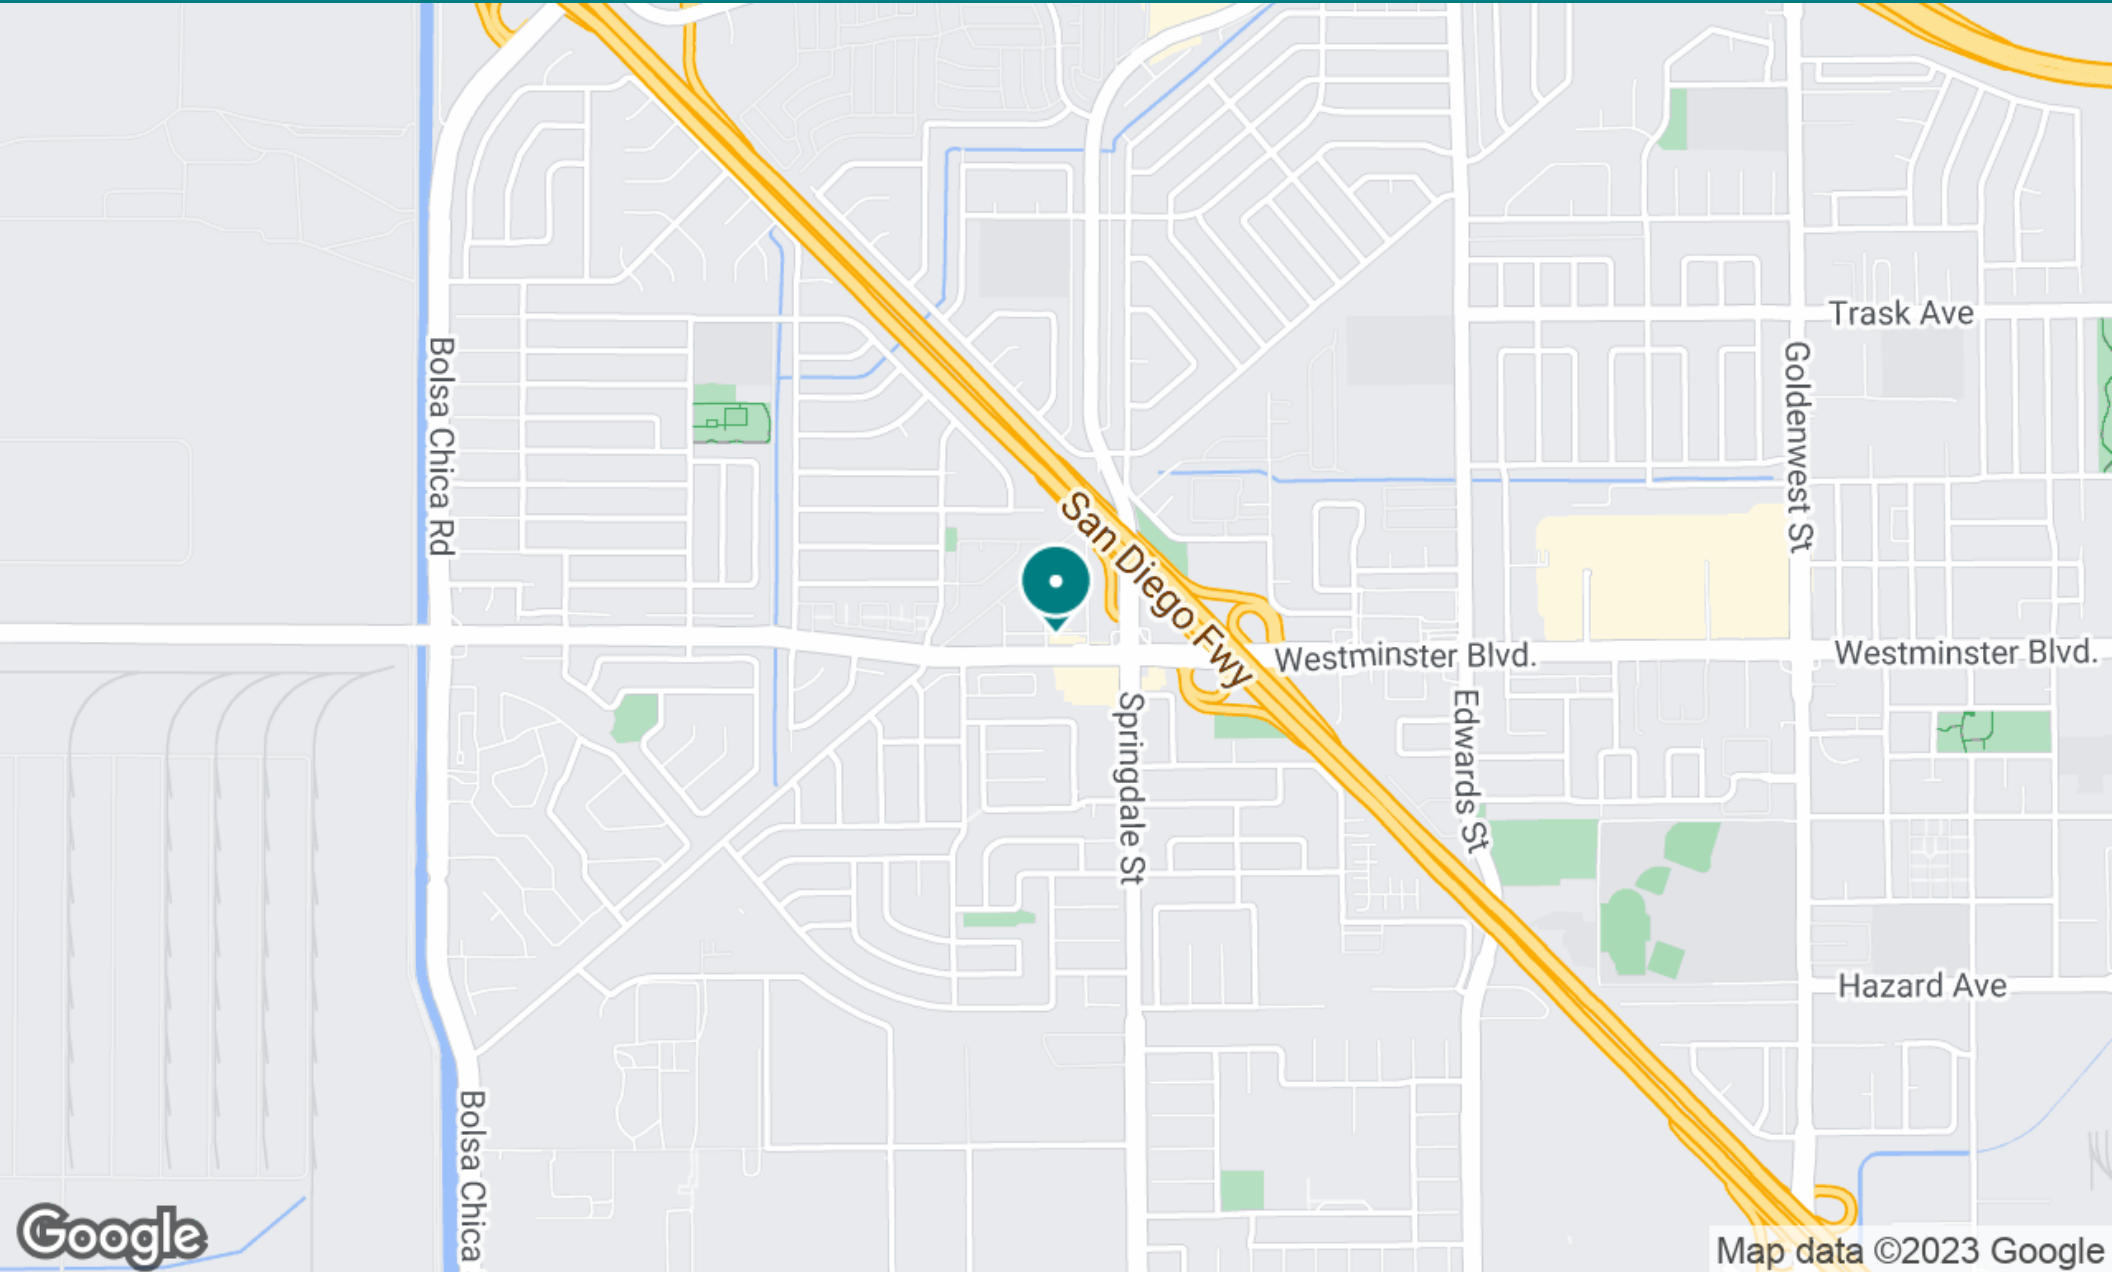 Trask Ave
Bolsa Chica Rd
Goldenwest St
San Diego Fwy
Westminster Blvd.
Westminster Blvd.
Springdale St
Edwards St
Hazard Ave
Bolsa Chica
Google
Map data ©2023 Google